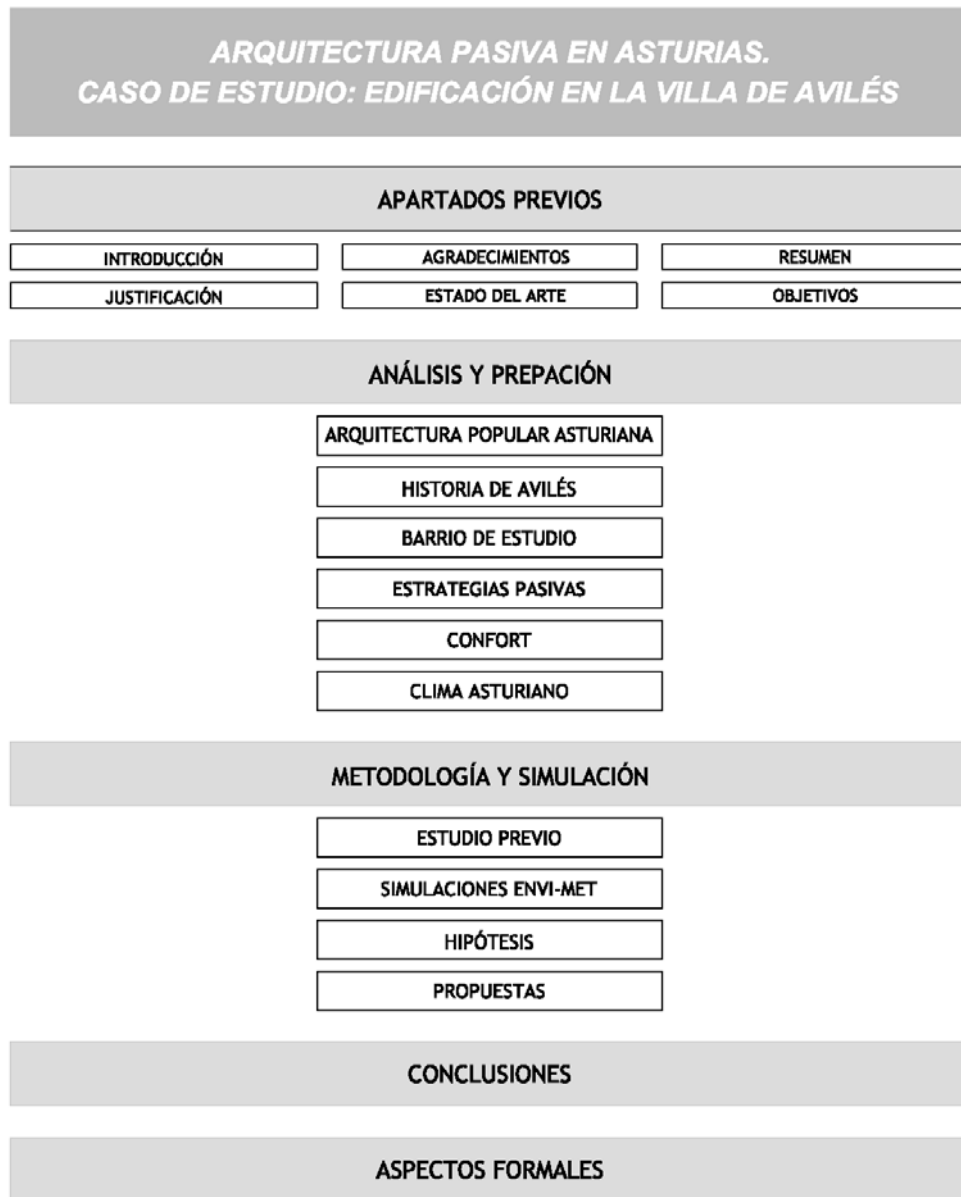 ARQUITECTURA PASIVA EN ASTURIAS.
CASO DE ESTUDIO: EDIFICACIÓN EN LA VILLA DE AVILÉS
APARTADOS PREVIOS
INTRODUCCIÓN
AGRADECIMIENTOS
RESUMEN
JUSTIFICACIÓN
ESTADO DEL ARTE
OBJETIVOS
ANÁLISIS Y PREPACIÓN
ARQUITECTURA POPULAR ASTURIANA
HISTORIA DE AVILÉS
BARRIO DE ESTUDIO
ESTRATEGIAS PASIVAS
CONFORT
CLIMA ASTURIANO
METODOLOGÍA Y SIMULACIÓN
ESTUDIO PREVIO
SIMULACIONES ENVI-MET
HIPÓTESIS
PROPUESTAS
CONCLUSIONES
ASPECTOS FORMALES